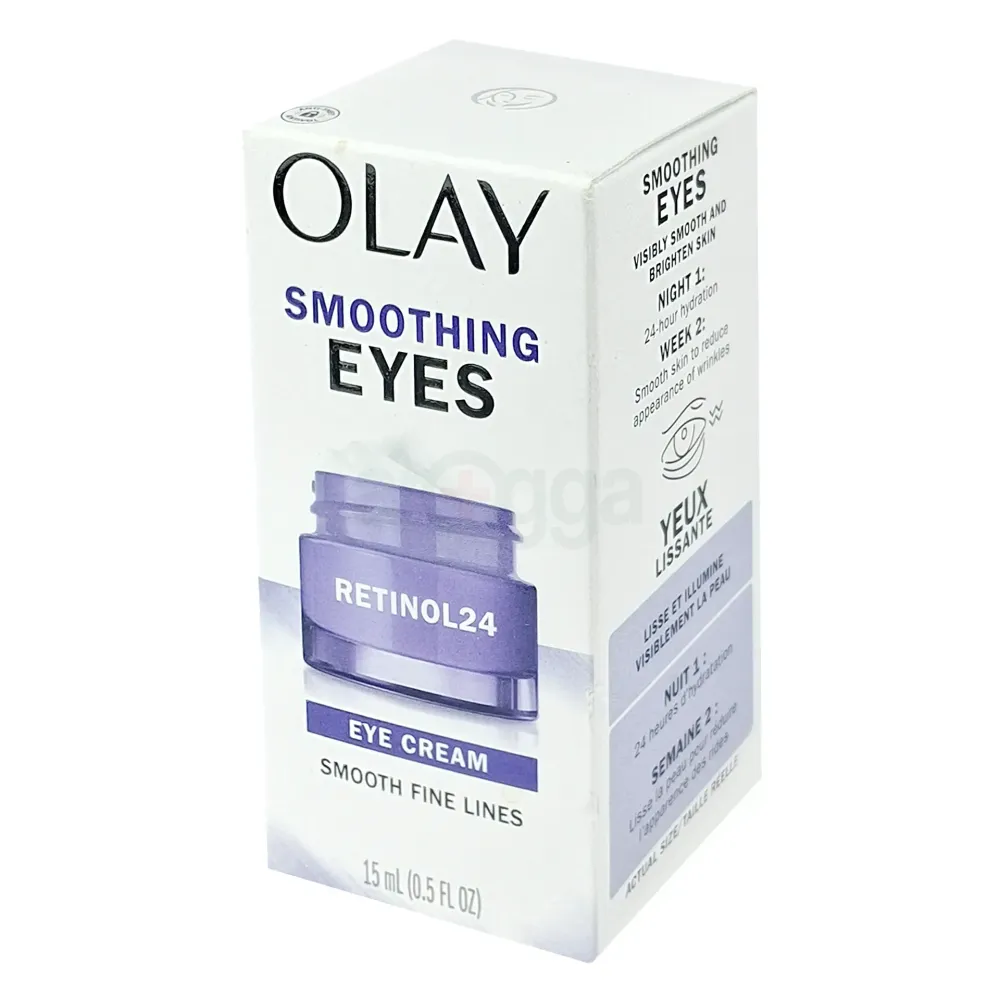 OLAY
SMOOTHING
EYES
RETINOL24
EYE CREAM
SMOOTH FINE LINES
15 mL (0.5 FL OZ)
SMOOTHING
EYES
VISIBLY SMOOTH AND
BRIGHTEN SKIN
NIGHT 1:
24-hour hydration
WEEK 2:
Smooth skin to reduce
appearance of wrinkles
YEUX
LISSANTE
LISSE ET ILLUMINE
VISIBLEMENT LA PEAU
NUIT 1 :
24 heures d'hydratation
SEMAINE 2 :
Lisse la peau pour réduire
l'apparence des rides
ACTUAL SIZE/ TAILLE RÉELLE